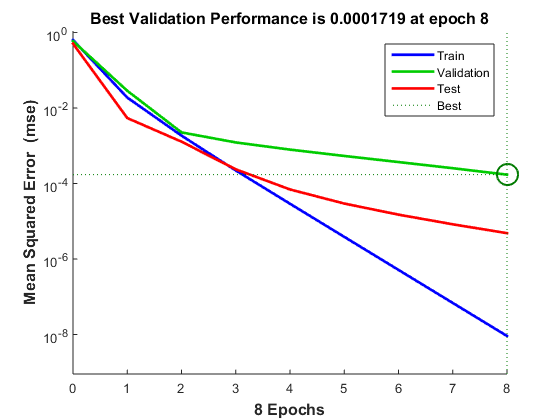 Best Validation Performance is 0.0001719 at epoch 8
Mean Squared Error (mse)
10^0
10^-2
10^-4
10^-6
10^-8
Train
Validation
Test
Best
0 1 2 3 4 5 6 7 8
8 Epochs